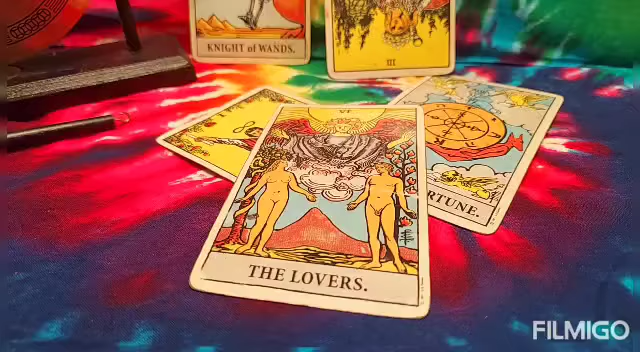 KNIGHT of WANDS.
III
VI
RTUNE.
THE LOVERS.
FILMIGO